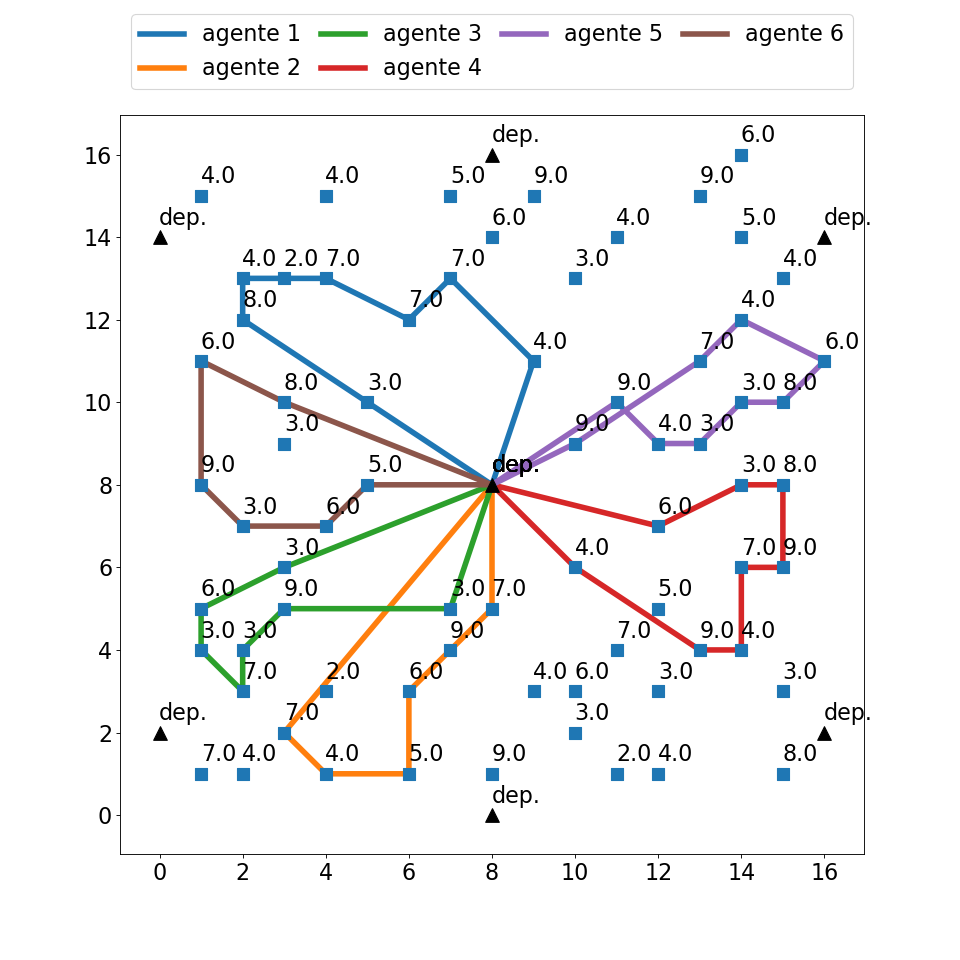 agente 1 agente 3 agente 5 agente 6
agente 2 agente 4
dep. 6.0
16
4.0 4.0 5.0 9.0 9.0
dep. 6.0 4.0 5.0 dep.
14
4.0 2.0 7.0 7.0 3.0 4.0
8.0 7.0 4.0
12
6.0 4.0 7.0 6.0
8.0 3.0 9.0 3.0 8.0
10
3.0 9.0 4.0 3.0
9.0 5.0 dep. 3.0 8.0
8
3.0 6.0 6.0
3.0 4.0 7.0 9.0
6
6.0 9.0 3.0 7.0 5.0
3.0 3.0 9.0 7.0 9.0 4.0
4
7.0 2.0 6.0 4.0 6.0 3.0 3.0
dep. 7.0 3.0 dep.
2
7.0 4.0 4.0 5.0 9.0 2.0 4.0 8.0
dep.
0
0 2 4 6 8 10 12 14 16